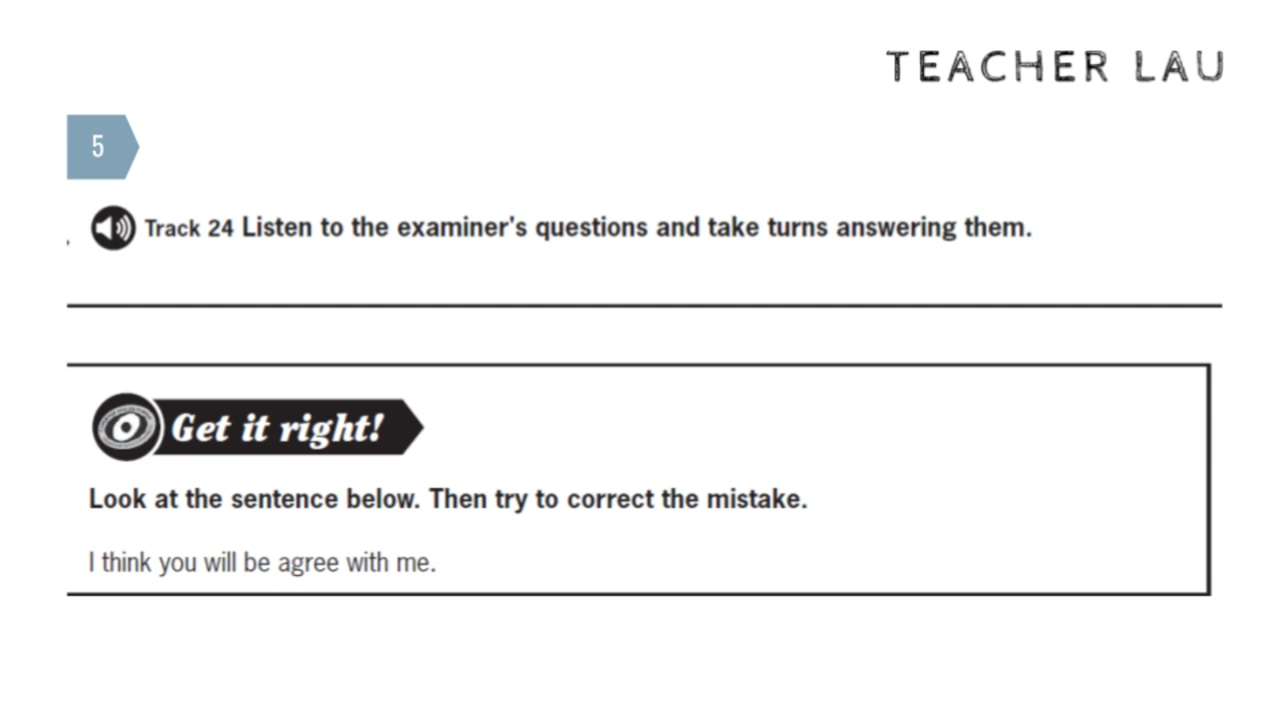 TEACHER LAU
5
Track 24 Listen to the examiner's questions and take turns answering them.
Get it right!
Look at the sentence below. Then try to correct the mistake.
I think you will be agree with me.